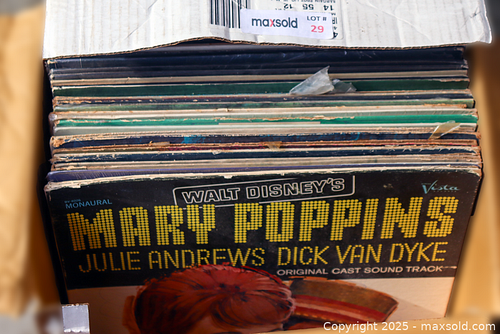 maxsold
LOT #
29
WALT DISNEY'S
Vista
MONAURAL
MARY POPPINS
JULIE ANDREWS DICK VAN DYKE
ORIGINAL CAST SOUND TRACK
Copyright © 2025 - maxsold.com